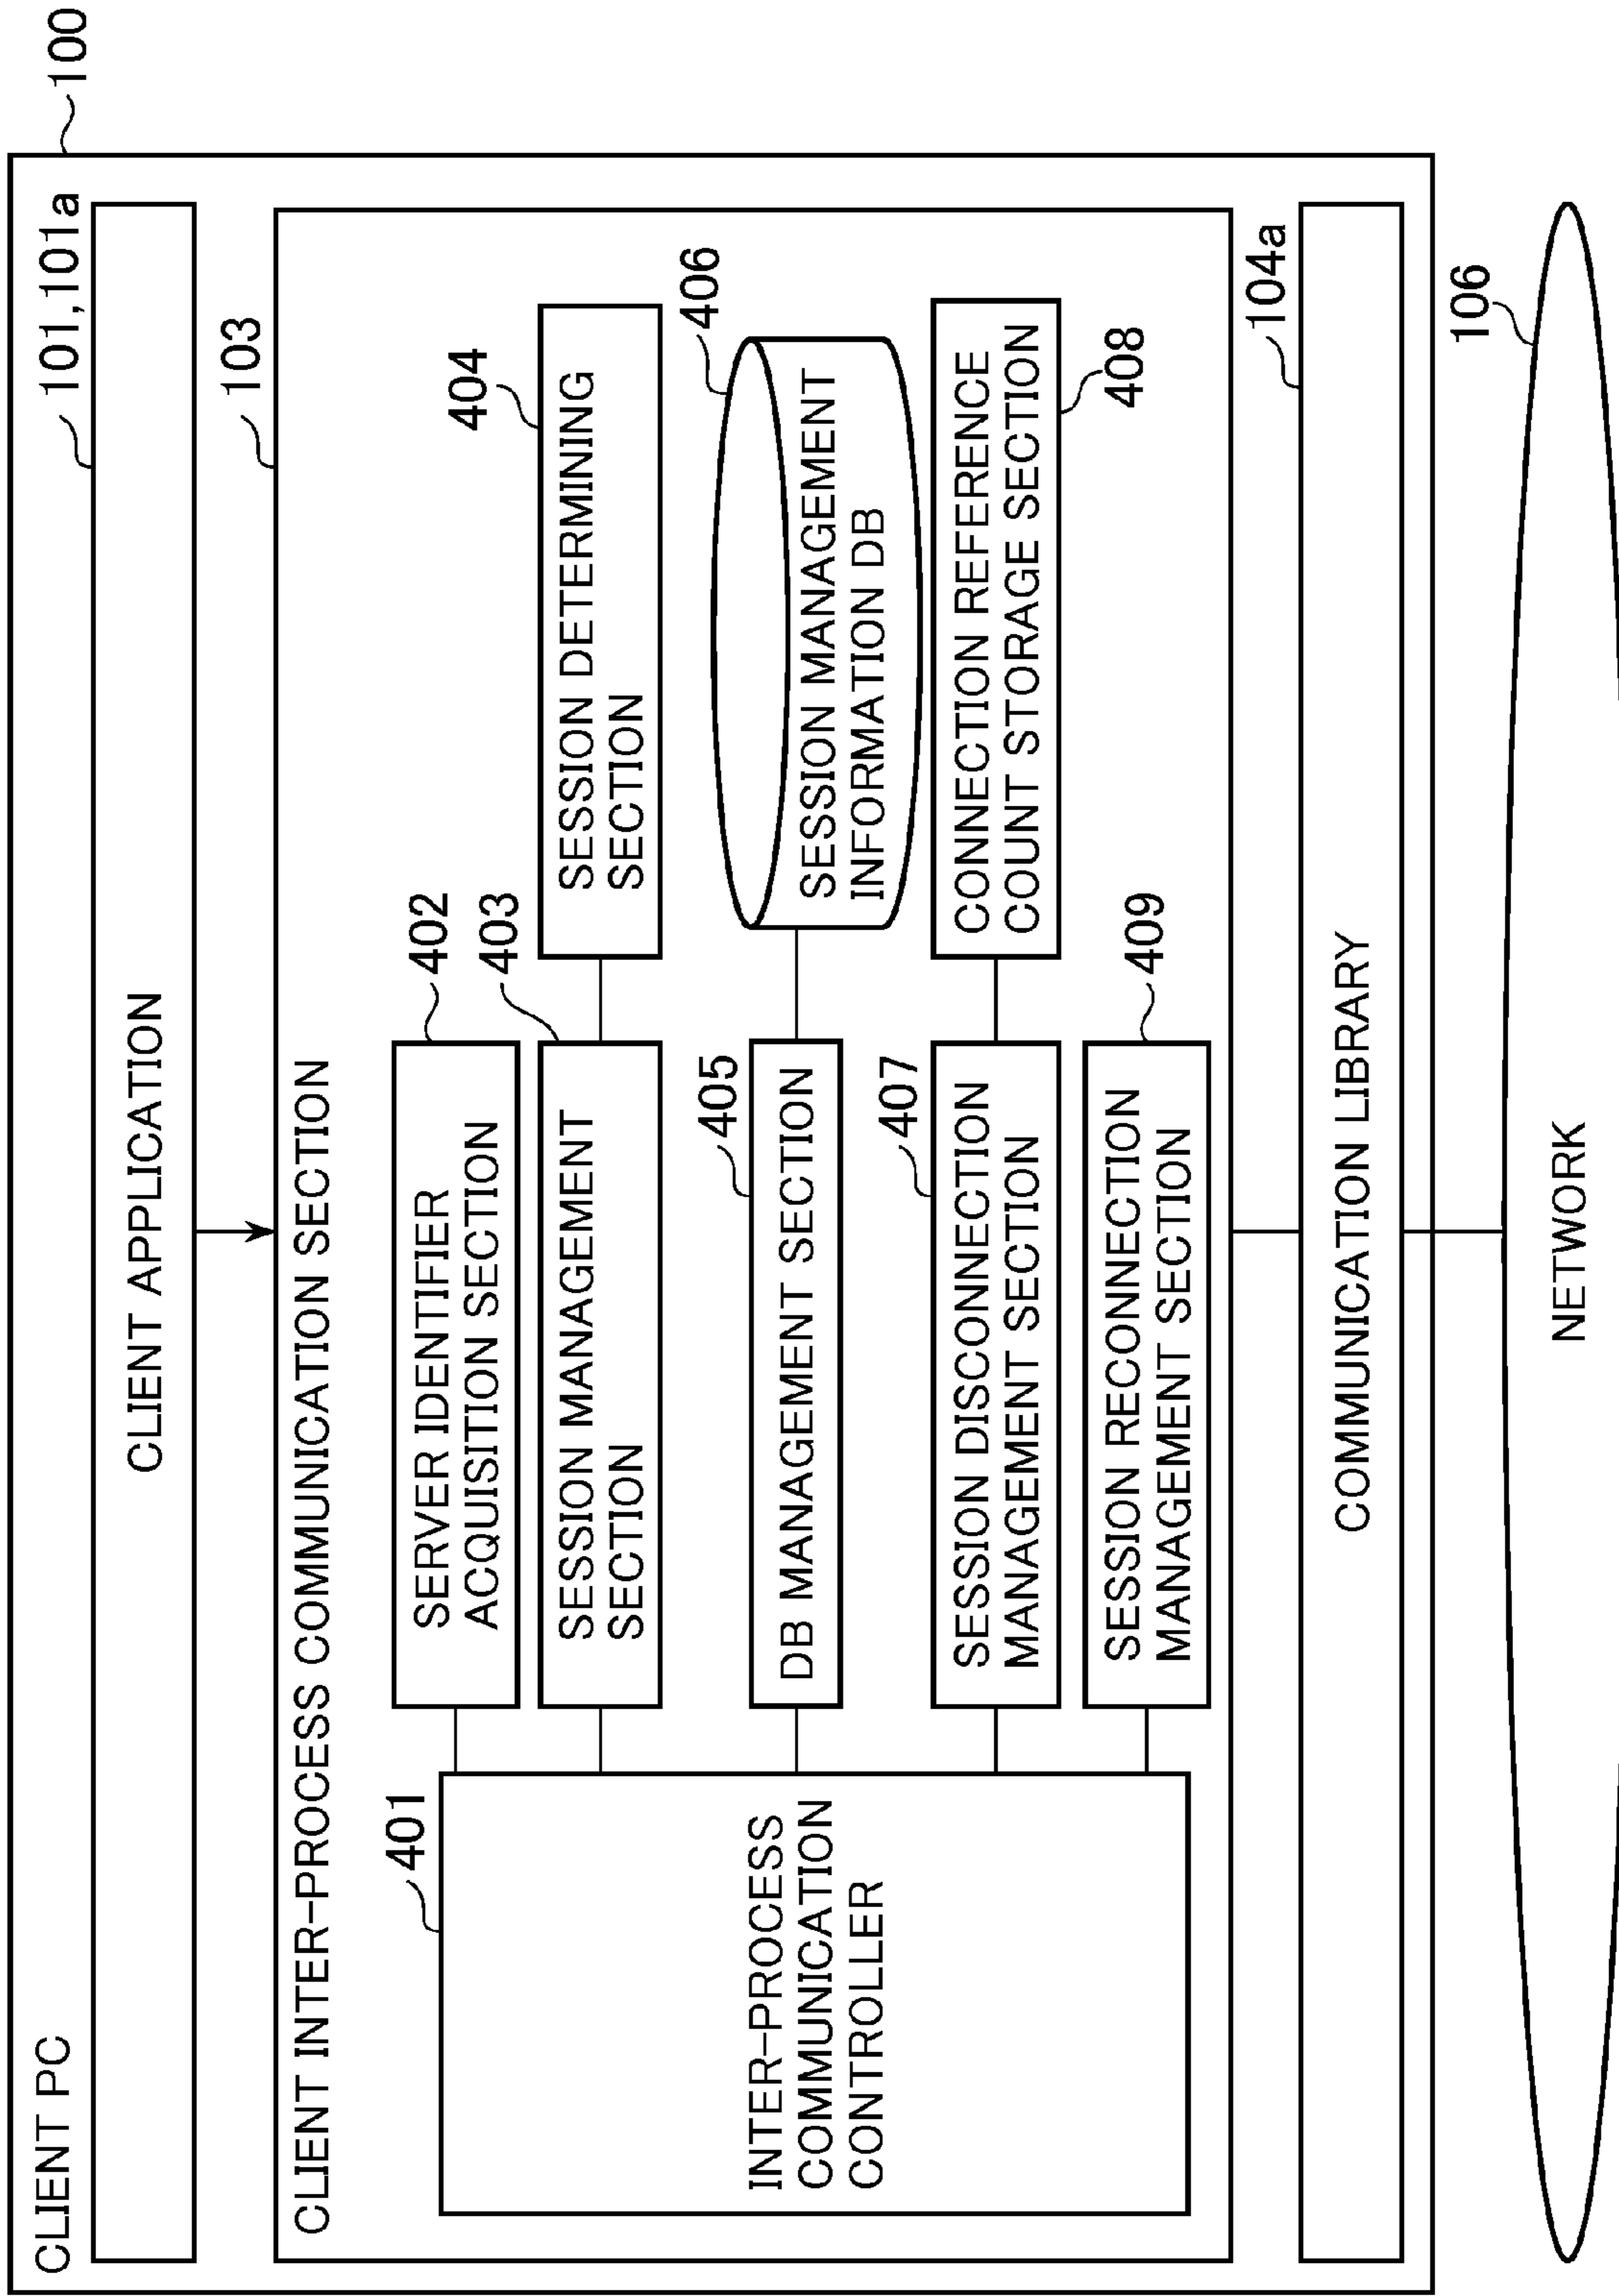 CLIENT PC
100
101,101a
CLIENT APPLICATION
103
CLIENT INTER-PROCESS COMMUNICATION SECTION
401
INTER-PROCESS
COMMUNICATION
CONTROLLER
402
SERVER IDENTIFIER
ACQUISITION SECTION
403
SESSION MANAGEMENT
SECTION
404
SESSION DETERMINING
SECTION
405
DB MANAGEMENT SECTION
406
SESSION MANAGEMENT
INFORMATION DB
407
SESSION DISCONNECTION
MANAGEMENT SECTION
CONNECTION REFERENCE
COUNT STORAGE SECTION
408
409
SESSION RECONNECTION
MANAGEMENT SECTION
104a
COMMUNICATION LIBRARY
106
NETWORK